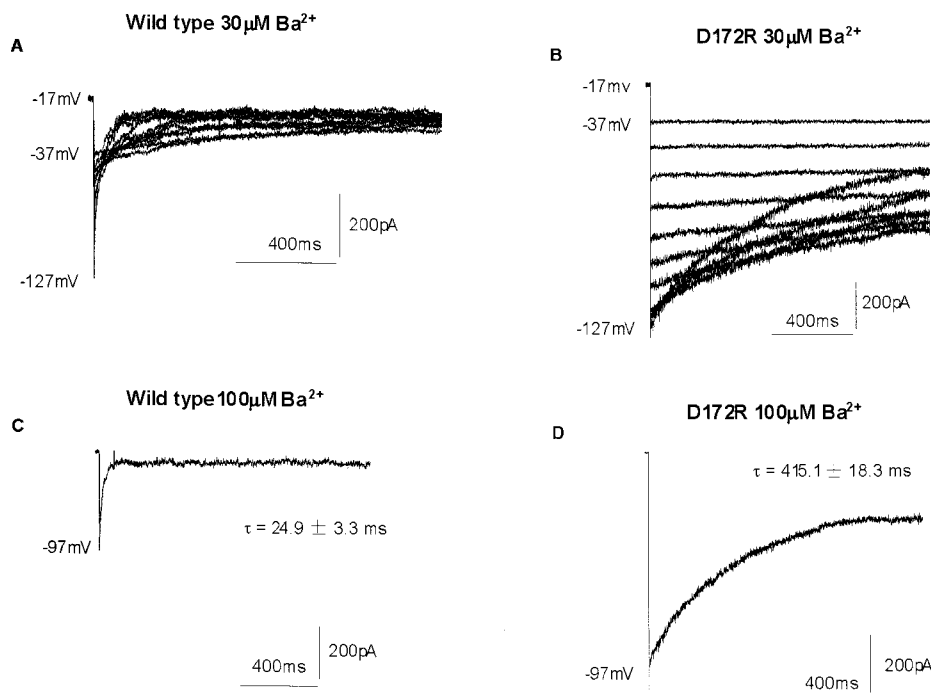 Wild type 30μM Ba²⁺
A
-17mV
-37mV
-127mV
400ms
200pA
D172R 30μM Ba²⁺
B
-17mV
-37mV
-127mV
400ms
200pA
Wild type 100μM Ba²⁺
C
-97mV
τ = 24.9 ± 3.3 ms
400ms
200pA
D172R 100μM Ba²⁺
D
τ = 415.1 ± 18.3 ms
-97mV
400ms
200pA